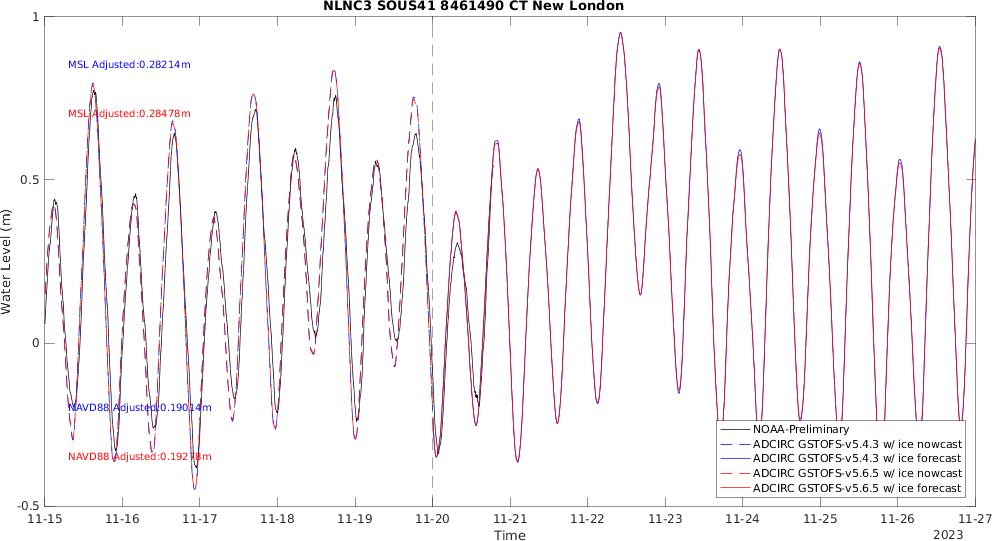 NLNC3 SOUS41 8461490 CT New London
1
0.5
0
-0.5
Water Level (m)
MSL Adjusted:0.28214m
MSL Adjusted:0.28478m
NAVD88 Adjusted:0.19014m
NAVD88 Adjusted:0.19278m
NOAA-Preliminary
ADCIRC GSTOFS-v5.4.3 w/ ice nowcast
ADCIRC GSTOFS-v5.4.3 w/ ice forecast
ADCIRC GSTOFS-v5.6.5 w/ ice nowcast
ADCIRC GSTOFS-v5.6.5 w/ ice forecast
11-15 11-16 11-17 11-18 11-19 11-20 11-21 11-22 11-23 11-24 11-25 11-26 11-27
Time
2023